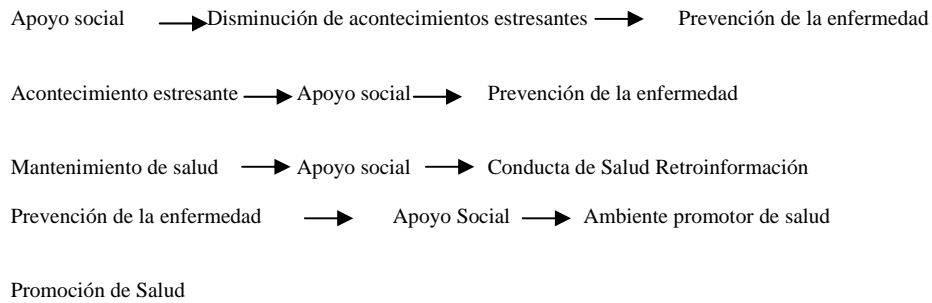 Apoyo social Disminución de acontecimientos estresantes Prevención de la enfermedad
Acontecimiento estresante Apoyo social Prevención de la enfermedad
Mantenimiento de salud Apoyo social Conducta de Salud Retroinformación
Prevención de la enfermedad Apoyo Social Ambiente promotor de salud
Promoción de Salud